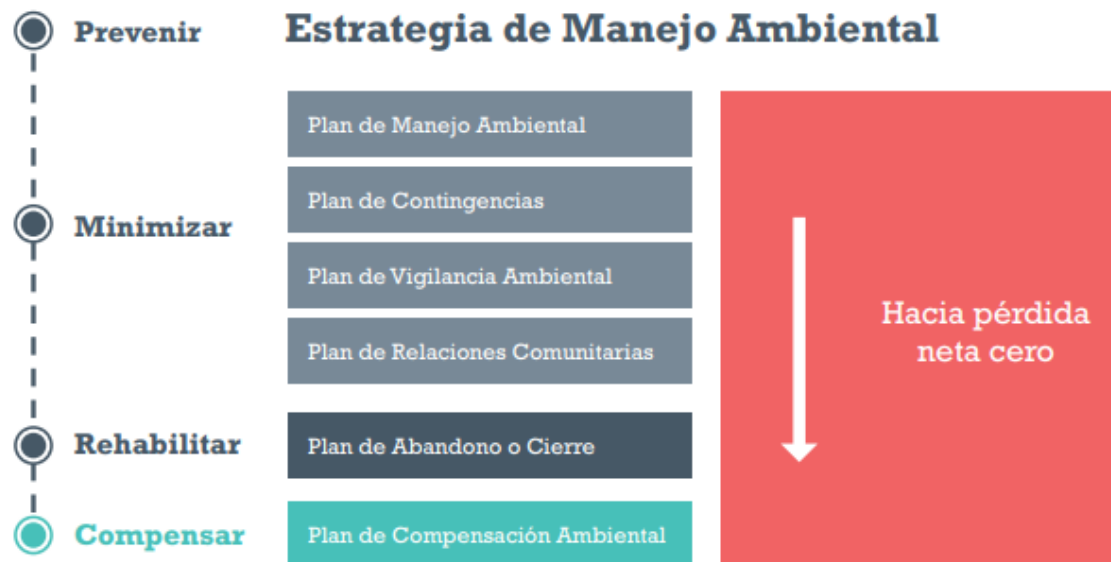 Prevenir
Estrategia de Manejo Ambiental
Plan de Manejo Ambiental
Plan de Contingencias
Minimizar
Plan de Vigilancia Ambiental
Plan de Relaciones Comunitarias
Hacia pérdida
neta cero
Rehabilitar
Plan de Abandono o Cierre
Compensar
Plan de Compensación Ambiental